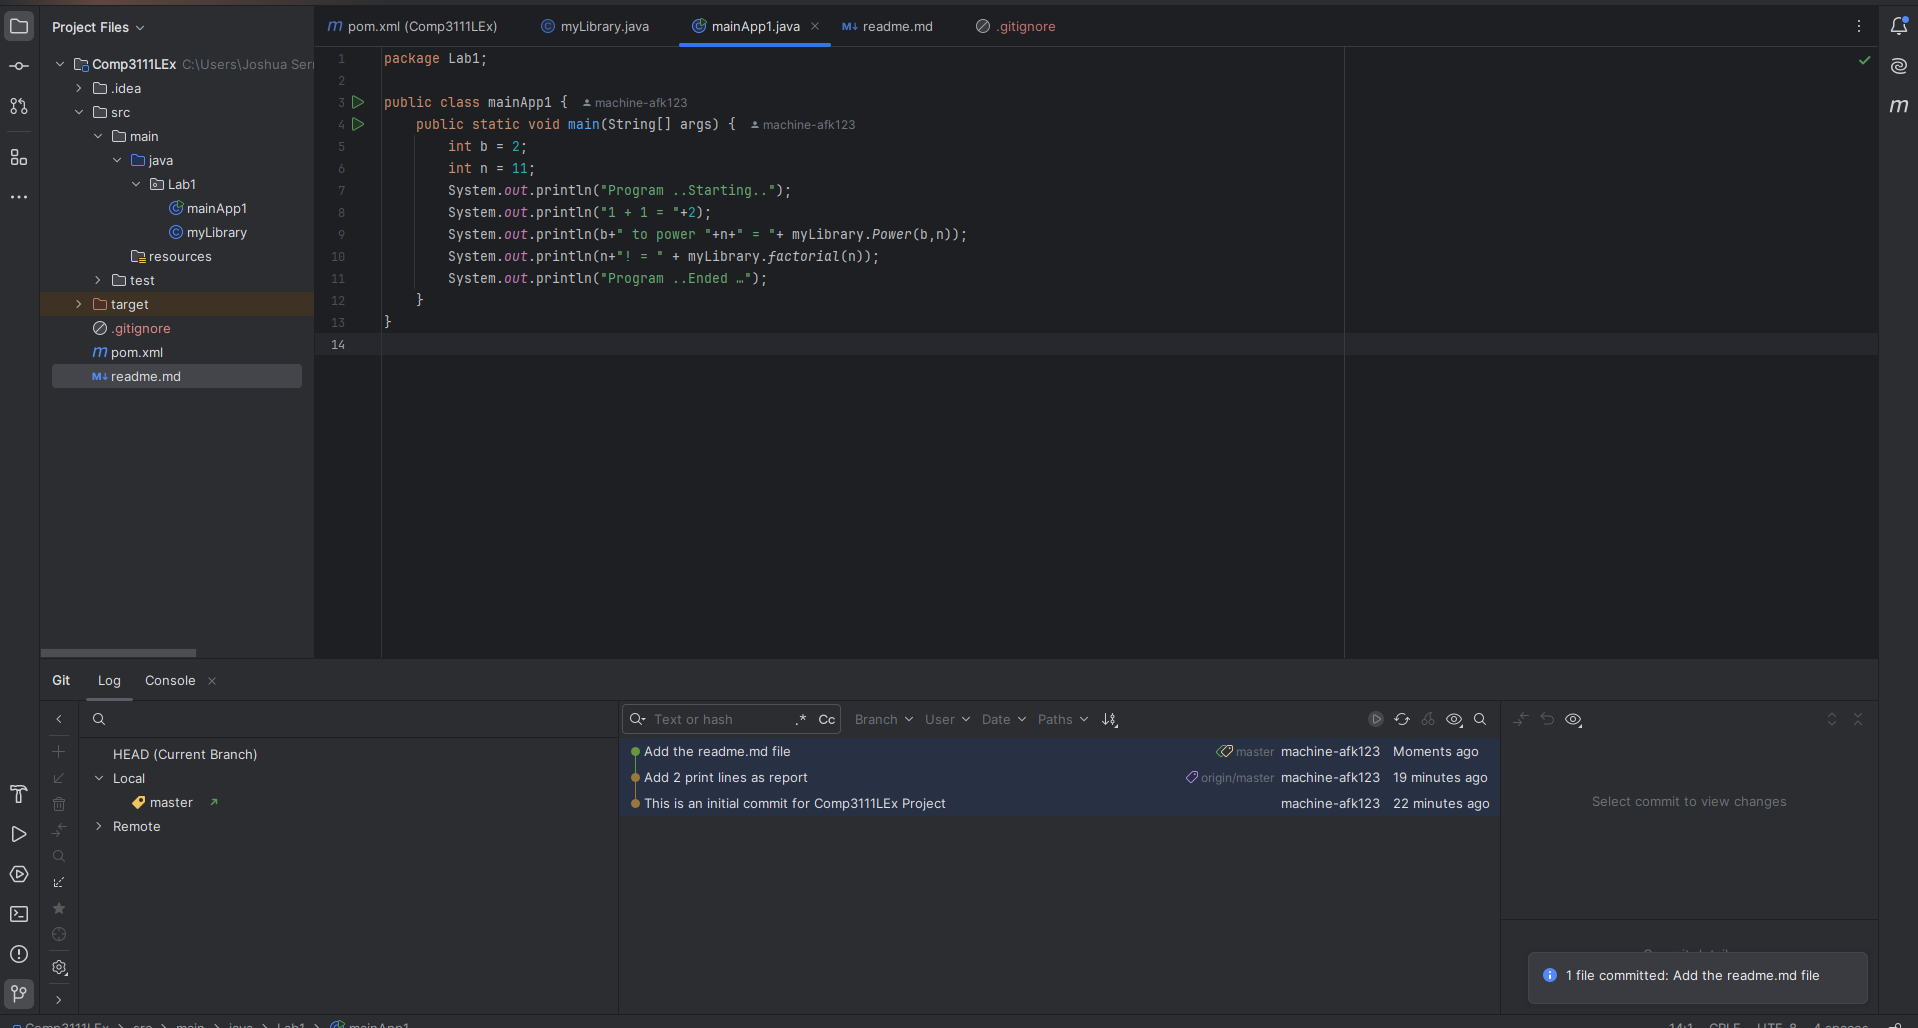 Project Files
pom.xml (Comp3111LEx)
myLibrary.java
mainApp1.java
readme.md
.gitignore
Comp3111LEx C:\Users\Joshua Ser
.idea
src
main
java
Lab1
mainApp1
myLibrary
resources
test
target
.gitignore
pom.xml
readme.md
1 package Lab1;
2
3 public class mainApp1 { machine-afk123
4 public static void main(String[] args) { machine-afk123
5 int b = 2;
6 int n = 11;
7 System.out.println("Program ..Starting..");
8 System.out.println("1 + 1 = "+2);
9 System.out.println(b+" to power "+n+" = "+ myLibrary.Power(b,n));
10 System.out.println(n+"! = " + myLibrary.factorial(n));
11 System.out.println("Program ..Ended …");
12 }
13 }
14
Git
Log
Console
Text or hash .* Cc
Branch
User
Date
Paths
HEAD (Current Branch)
Local
master
Remote
Add the readme.md file master machine-afk123 Moments ago
Add 2 print lines as report origin/master machine-afk123 19 minutes ago
This is an initial commit for Comp3111LEx Project machine-afk123 22 minutes ago
Select commit to view changes
1 file committed: Add the readme.md file
Comp3111LEx > src > main > java > Lab1 > mainApp1
14:1 CRLF UTF-8 4 spaces